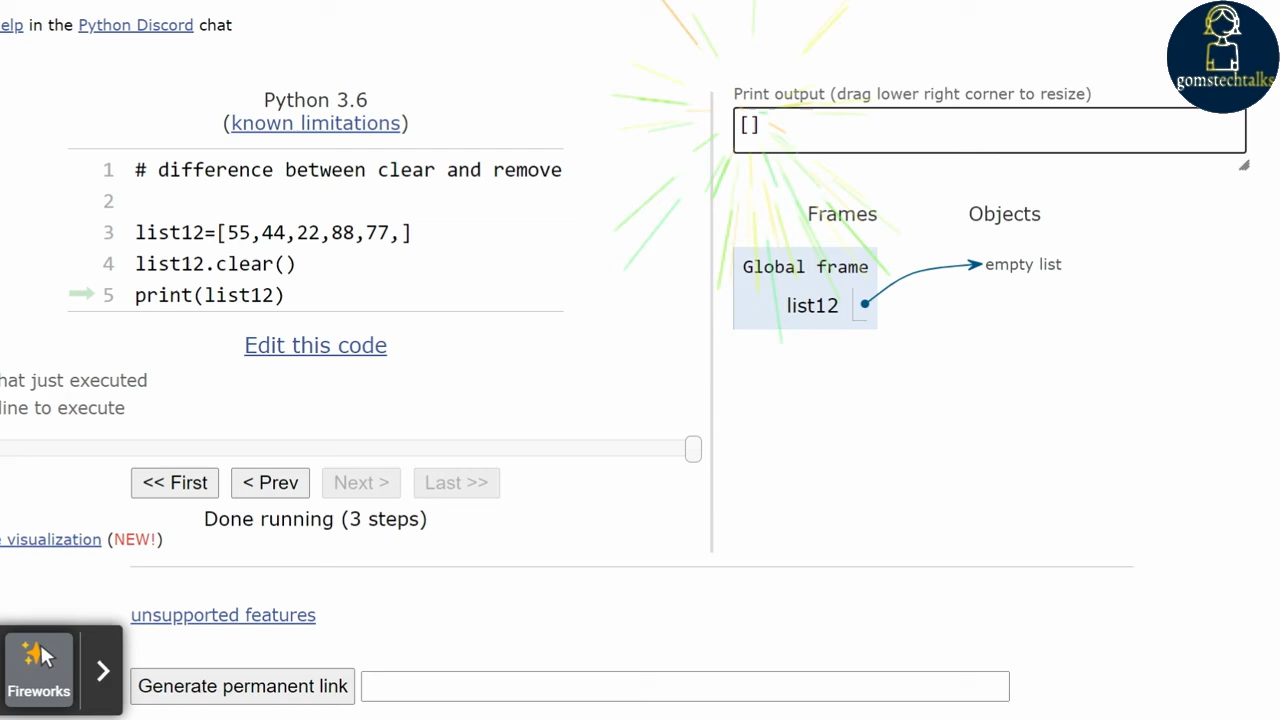 elp in the Python Discord chat
gomstechtalks
Python 3.6
(known limitations)
1 # difference between clear and remove
2
3 list12=[55,44,22,88,77,]
4 list12.clear()
5 print(list12)
Edit this code
hat just executed
line to execute
<< First < Prev Next > Last >>
Done running (3 steps)
e visualization (NEW!)
unsupported features
Generate permanent link
Fireworks
Print output (drag lower right corner to resize)
[]
Frames Objects
Global frame
list12
empty list